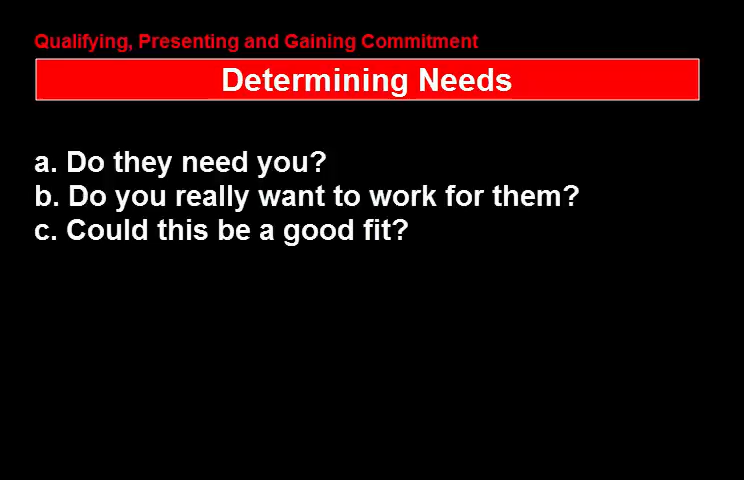 Qualifying, Presenting and Gaining Commitment
Determining Needs
a. Do they need you?
b. Do you really want to work for them?
c. Could this be a good fit?